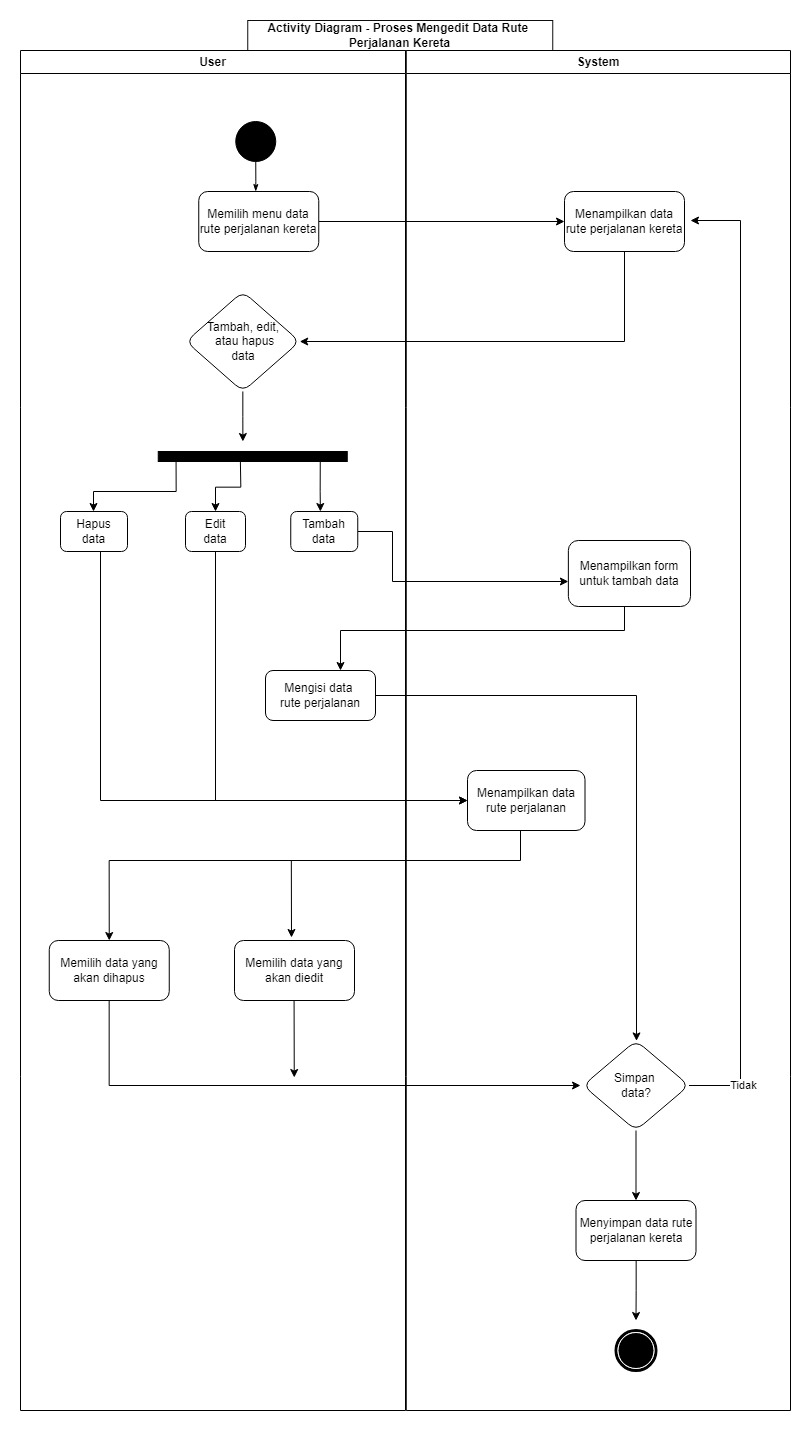 Activity Diagram - Proses Mengedit Data Rute
Perjalanan Kereta
User
System
Memilih menu data
rute perjalanan kereta
Menampilkan data
rute perjalanan kereta
Tambah, edit,
atau hapus
data
Hapus
data
Edit
data
Tambah
data
Menampilkan form
untuk tambah data
Mengisi data
rute perjalanan
Menampilkan data
rute perjalanan
Memilih data yang
akan dihapus
Memilih data yang
akan diedit
Simpan
data?
Tidak
Menyimpan data rute
perjalanan kereta